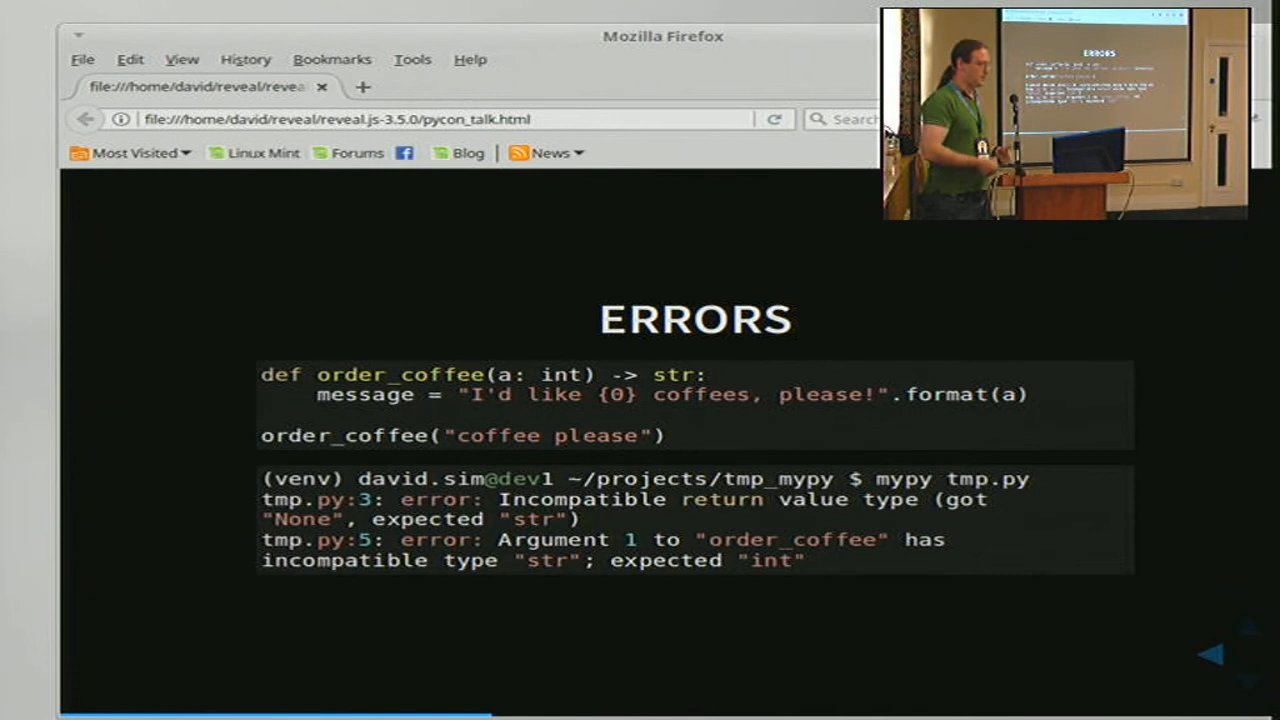 Mozilla Firefox
File Edit View History Bookmarks Tools Help
file:///home/david/reveal/revea
file:///home/david/reveal/reveal.js-3.5.0/pycon_talk.html
Search
Most Visited Linux Mint Forums Blog News
ERRORS
ERRORS
def order_coffee(a: int) -> str:
message = "I'd like {0} coffees, please!".format(a)
order_coffee("coffee please")
(venv) david.sim@dev1 ~/projects/tmp_mypy $ mypy tmp.py
tmp.py:3: error: Incompatible return value type (got
"None", expected "str")
tmp.py:5: error: Argument 1 to "order_coffee" has
incompatible type "str"; expected "int"